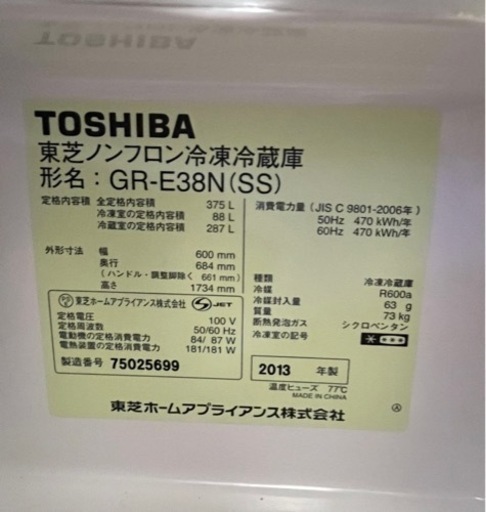 TOSHIBA
東芝ノンフロン冷凍冷蔵庫
形名：GR-E38N(SS)
定格内容積 全定格内容積 375 L
冷凍室の定格内容積 88 L
冷蔵室の定格内容積 287 L
外形寸法 幅 600 mm
奥行 684 mm
(ハンドル・調整脚除く 661 mm)
高さ 1734 mm
東芝ホームアプライアンス株式会社 S-JET
定格電圧 100 V
定格周波数 50/60 Hz
電動機の定格消費電力 84/ 87 W
電熱装置の定格消費電力 181/181 W
製造番号 75025699
消費電力量 (JIS C 9801-2006年)
50Hz 470 kWh/年
60Hz 470 kWh/年
種類 冷凍冷蔵庫
冷媒 R600a
冷媒封入量 63 g
質量 73 kg
断熱発泡ガス シクロペンタン
冷凍室の記号
2013 年製
温度ヒューズ 77℃
MADE IN CHINA
東芝ホームアプライアンス株式会社